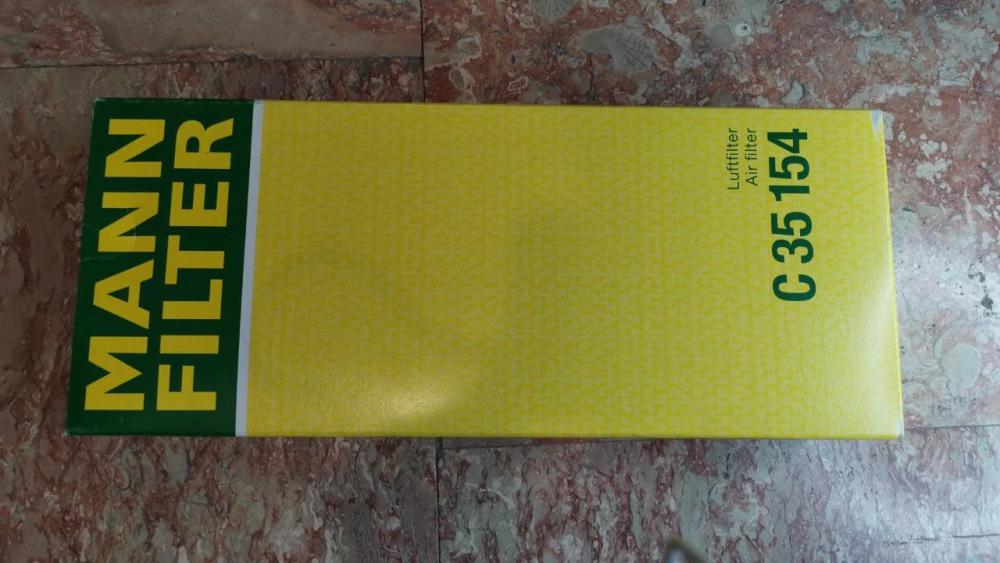 MANN
FILTER
Luftfilter
Air filter
C 35 154